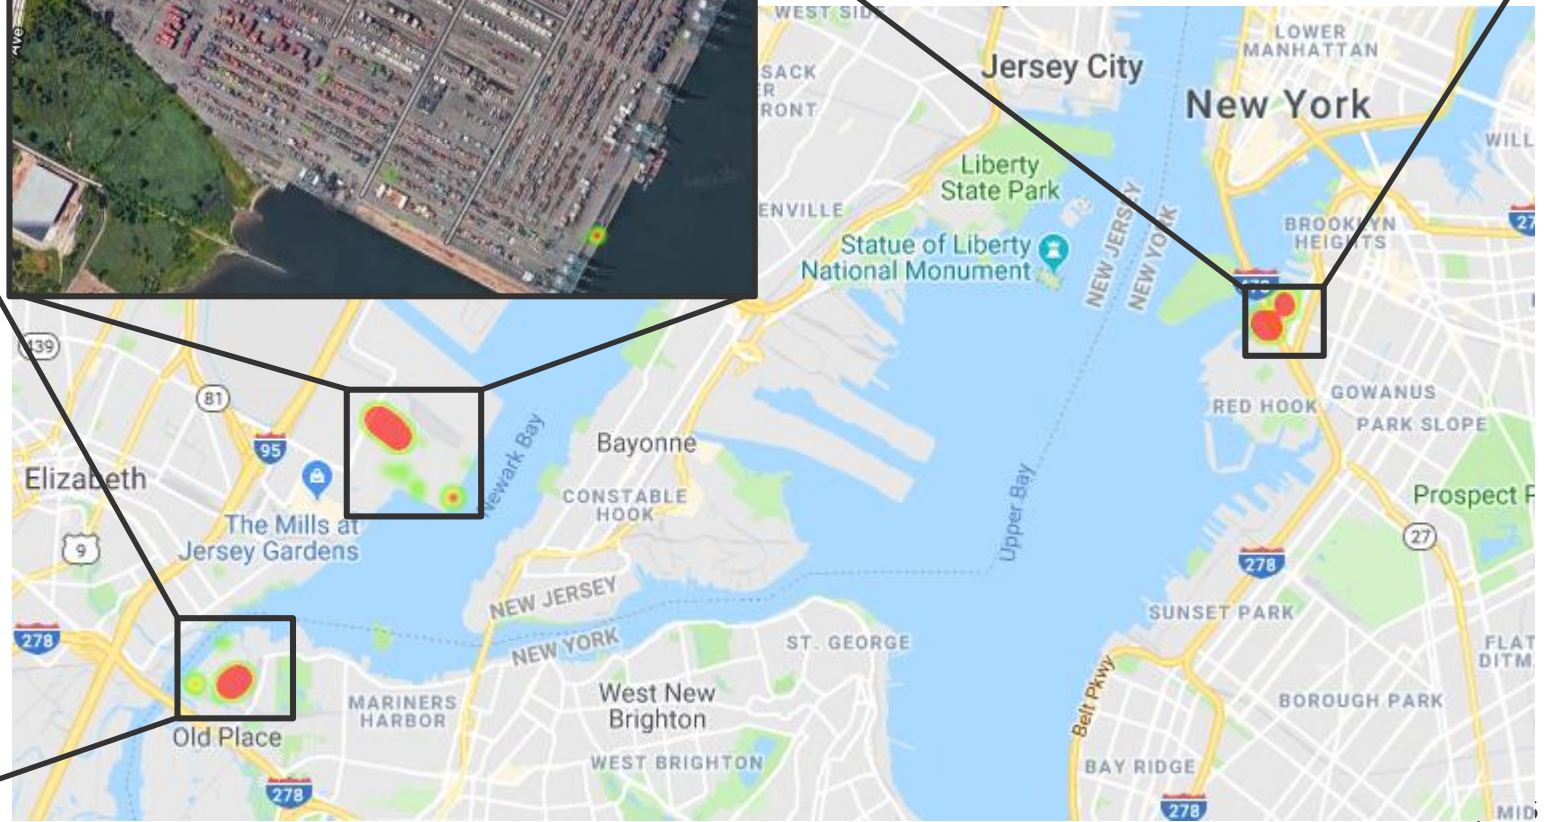 Ave
WEST SIDE
LOWER
MANHATTAN
Jersey City
New York
Liberty
State Park
Statue of Liberty
National Monument
NEW JERSEY
NEW YORK
ENVILLE
BROOKLYN
HEIGHTS
439
81
95
Elizabeth
9
The Mills at
Jersey Gardens
Newark Bay
Bayonne
CONSTABLE
HOOK
Upper Bay
RED HOOK
GOWANUS
PARK SLOPE
Prospect P
27
278
NEW JERSEY
NEW YORK
ST. GEORGE
SUNSET PARK
278
Old Place
MARINERS
HARBOR
West New
Brighton
WEST BRIGHTON
Belt Pkwy
BOROUGH PARK
FLAT
DITM
BAY RIDGE
278
278
MID
WILL
27
SACK
ER
RONT